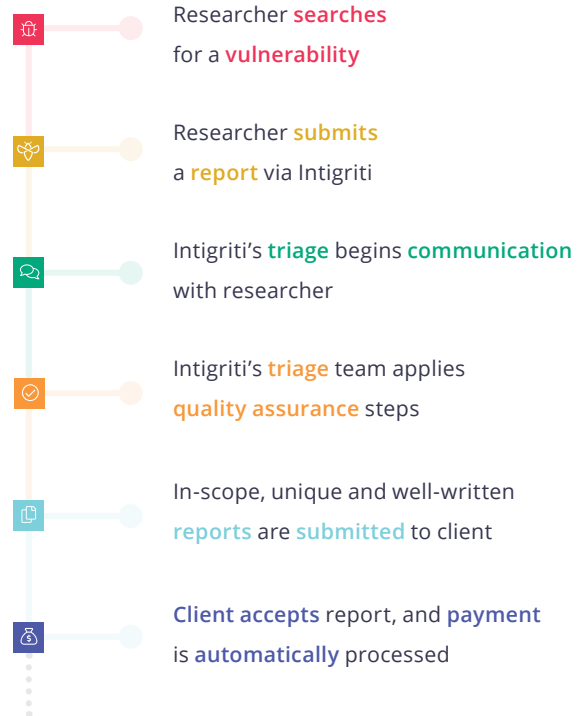 Researcher searches
for a vulnerability
Researcher submits
a report via Intigriti
Intigriti’s triage begins communication
with researcher
Intigriti’s triage team applies
quality assurance steps
In-scope, unique and well-written
reports are submitted to client
Client accepts report, and payment
is automatically processed